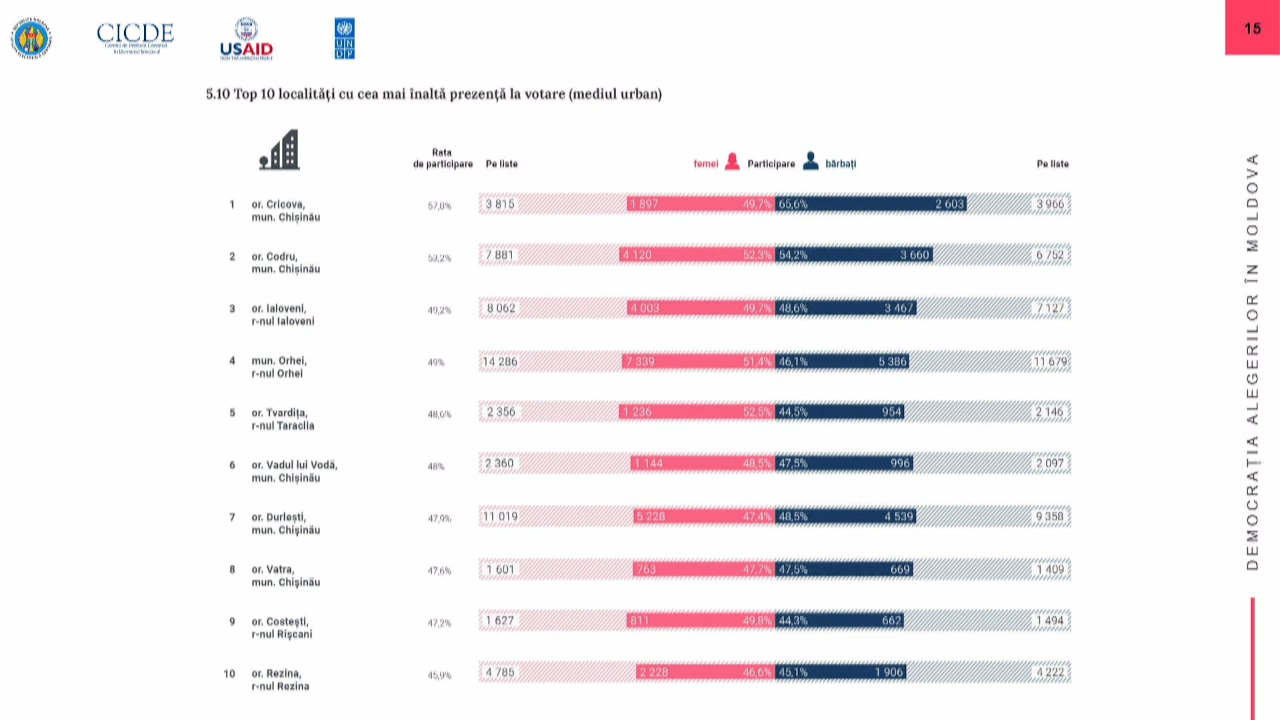 15
CICDE
USAID
UN
DP
5.10 Top 10 localități cu cea mai înaltă prezență la votare (mediul urban)
Rata
de participare Pe liste femei Participare bărbați Pe liste
1 or. Cricova, 57,0% 3 815 1 897 49,7% 65,6% 2 603 3 966
mun. Chișinău
2 or. Codru, 53,2% 7 881 4 120 52,3% 54,2% 3 660 6 752
mun. Chișinău
3 or. Ialoveni, 49,2% 8 062 4 003 49,7% 48,6% 3 467 7 127
r-nul Ialoveni
4 mun. Orhei, 49% 14 286 7 339 51,4% 46,1% 5 386 11 679
r-nul Orhei
5 or. Tvardița, 48,6% 2 356 1 236 52,5% 44,5% 954 2 146
r-nul Taraclia
6 or. Vadul lui Vodă, 48% 2 360 1 144 48,5% 47,5% 996 2 097
mun. Chișinău
7 or. Durlești, 47,9% 11 019 5 228 47,4% 48,5% 4 539 9 358
mun. Chișinău
8 or. Vatra, 47,6% 1 601 763 47,7% 47,5% 669 1 409
mun. Chișinău
9 or. Costești, 47,2% 1 627 811 49,8% 44,3% 662 1 494
r-nul Rîșcani
10 or. Rezina, 45,9% 4 785 2 228 46,6% 45,1% 1 906 4 222
r-nul Rezina
DEMOCRAȚIA ALEGERILOR ÎN MOLDOVA